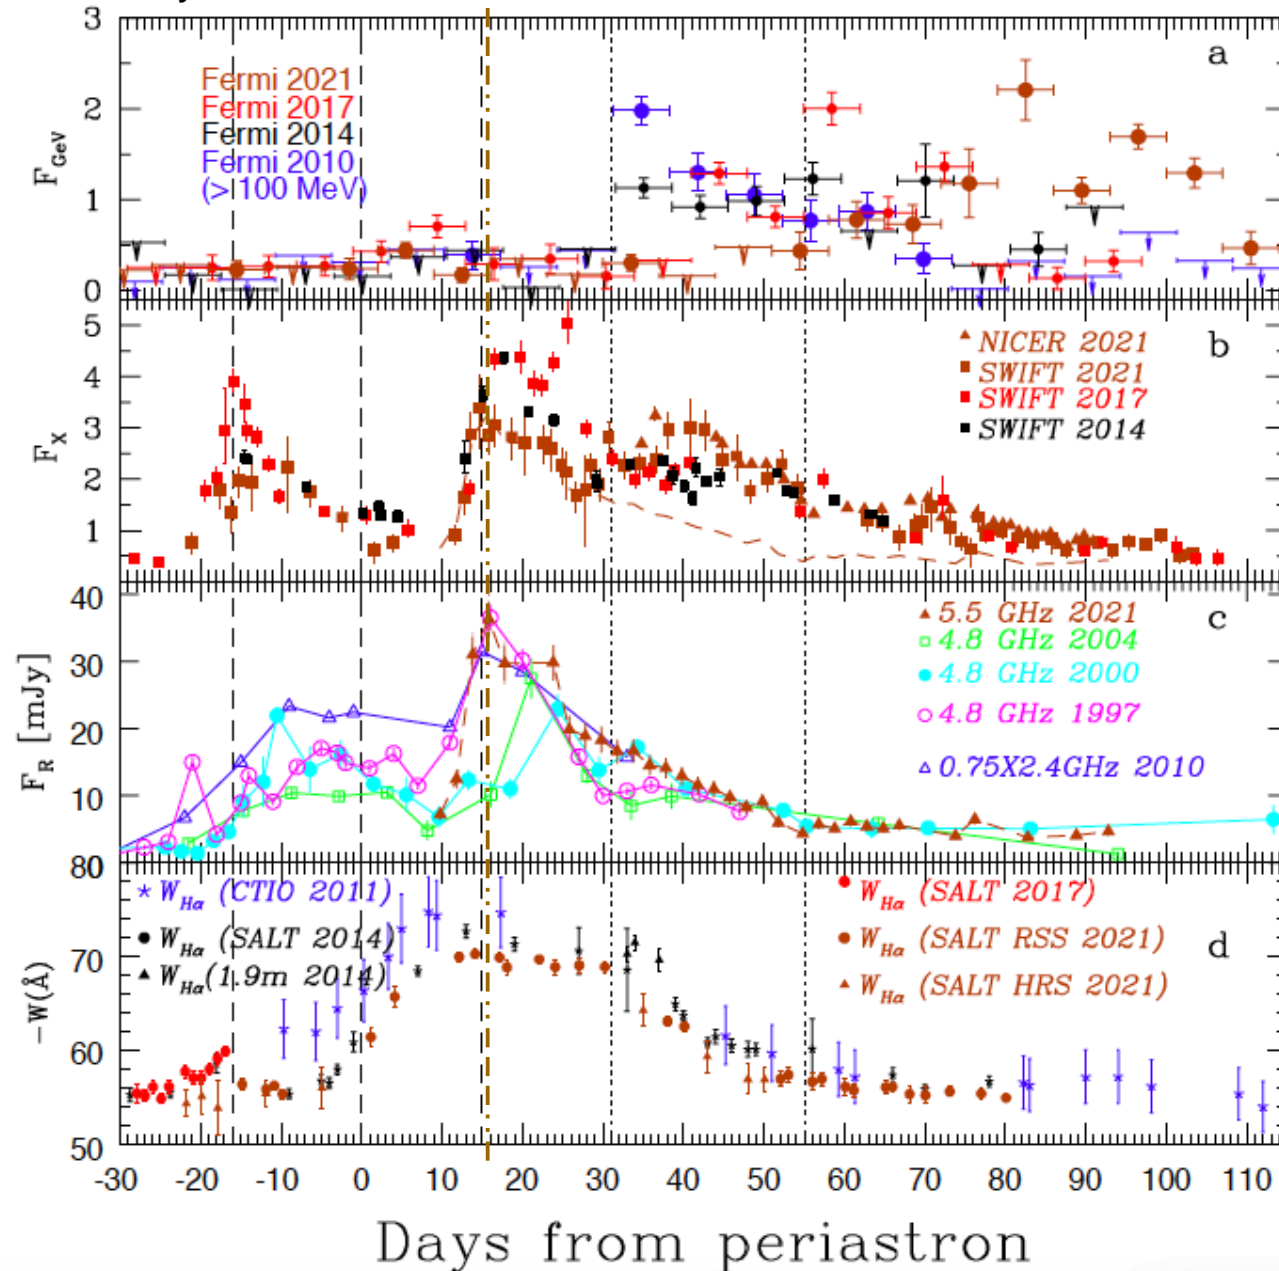 3
2
1
0
F_GeV
Fermi 2021
Fermi 2017
Fermi 2014
Fermi 2010
(> 100 MeV)
a
5
4
3
2
1
F_X
NICER 2021
SWIFT 2021
SWIFT 2017
SWIFT 2014
b
40
30
20
10
F_R [mJy]
5.5 GHz 2021
4.8 GHz 2004
4.8 GHz 2000
4.8 GHz 1997
0.75X2.4GHz 2010
c
80
70
60
50
-W(Å)
W_Hα (CTIO 2011)
W_Hα (SALT 2014)
W_Hα(1.9m 2014)
W_Hα (SALT 2017)
W_Hα (SALT RSS 2021)
W_Hα (SALT HRS 2021)
d
-30 -20 -10 0 10 20 30 40 50 60 70 80 90 100 110
Days from periastron